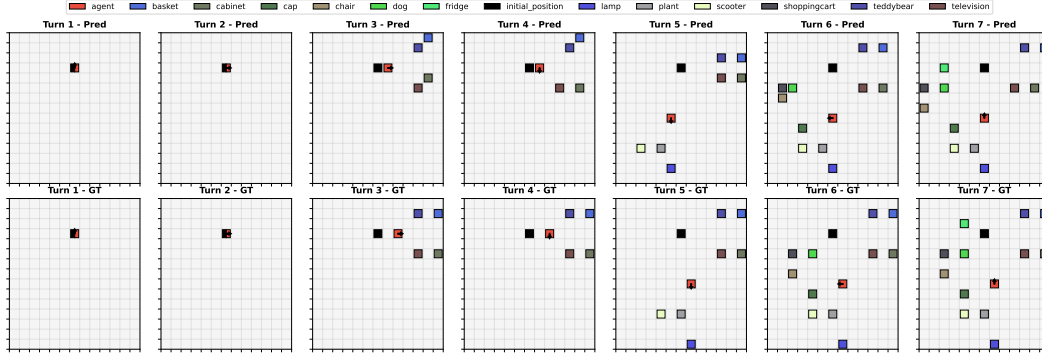 agent basket cabinet cap chair dog fridge initial_position lamp plant scooter shoppingcart teddybear television
Turn 1 - Pred Turn 2 - Pred Turn 3 - Pred Turn 4 - Pred Turn 5 - Pred Turn 6 - Pred Turn 7 - Pred
Turn 1 - GT Turn 2 - GT Turn 3 - GT Turn 4 - GT Turn 5 - GT Turn 6 - GT Turn 7 - GT